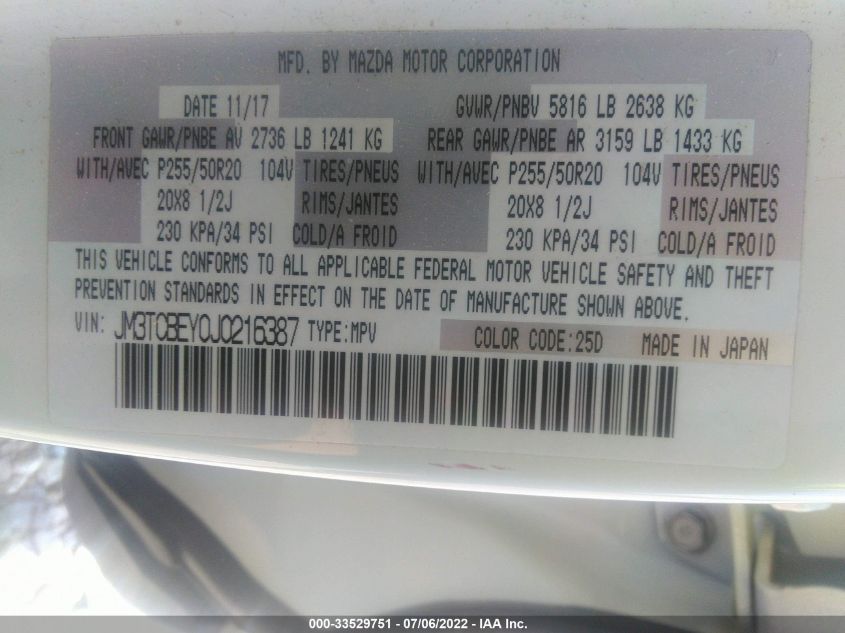 MFD. BY MAZDA MOTOR CORPORATION
DATE 11/17 GVWR/PNBV 5816 LB 2638 KG
FRONT GAWR/PNBE AV 2736 LB 1241 KG REAR GAWR/PNBE AR 3159 LB 1433 KG
WITH/AVEC P255/50R20 104V TIRES/PNEUS WITH/AVEC P255/50R20 104V TIRES/PNEUS
20X8 1/2J RIMS/JANTES 20X8 1/2J RIMS/JANTES
230 KPA/34 PSI COLD/A FROID 230 KPA/34 PSI COLD/A FROID
THIS VEHICLE CONFORMS TO ALL APPLICABLE FEDERAL MOTOR VEHICLE SAFETY AND THEFT
PREVENTION STANDARDS IN EFFECT ON THE DATE OF MANUFACTURE SHOWN ABOVE.
VIN: JM3TCBEY0J0216387 TYPE:MPV COLOR CODE:25D MADE IN JAPAN
000-33529751 - 07/06/2022 - IAA Inc.